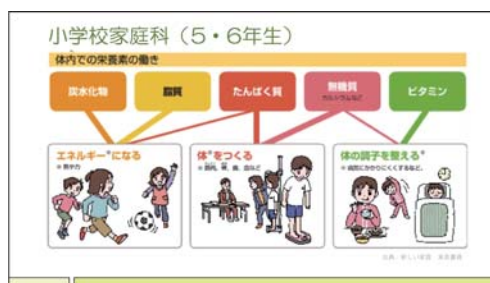 小学校家庭科（5・6年生）
体内での栄養素の働き
炭水化物
脂質
たんぱく質
無機質
カルシウムなど
ビタミン
エネルギー*になる
体*をつくる
体の調子を整える*